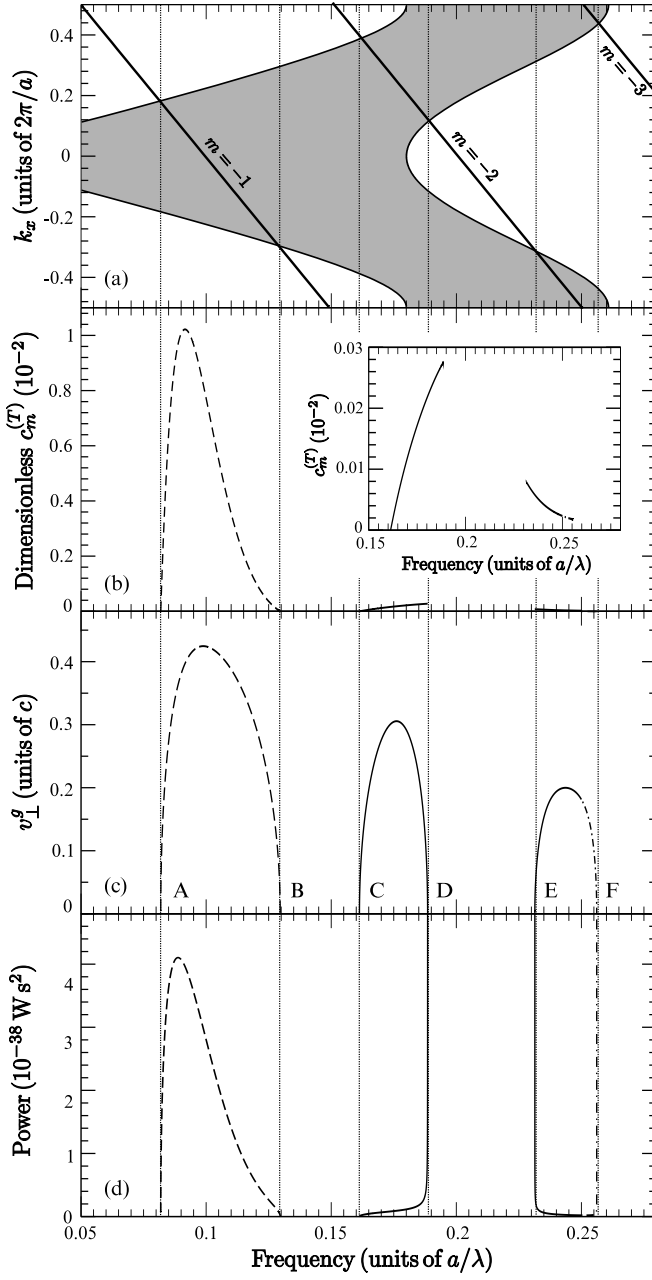 0.4
0.2
0
-0.2
-0.4
k_x (units of 2π/a)
m = −1
m = −2
m = −3
(a)
1
0.8
0.6
0.4
0.2
0
Dimensionless c_m^(T) (10^−2)
(b)
0.03
0.02
0.01
0
c_m^(T) (10^−2)
0.15
0.2
0.25
Frequency (units of a/λ)
0.4
0.3
0.2
0.1
0
v_⊥^g (units of c)
(c)
A
B
C
D
E
F
4
3
2
1
0
Power (10^−38 W s^2)
(d)
0.05
0.1
0.15
0.2
0.25
Frequency (units of a/λ)